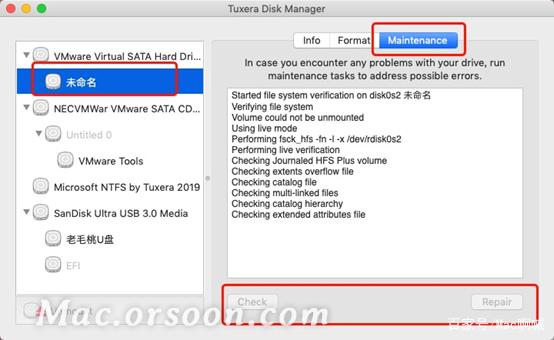 Tuxera Disk Manager
VMware Virtual SATA Hard Dri...
未命名
NECVMWar VMware SATA CD...
Untitled 0
VMware Tools
Microsoft NTFS by Tuxera 2019
SanDisk Ultra USB 3.0 Media
老毛桃U盘
EFI
Info
Format
Maintenance
In case you encounter any problems with your drive, run
maintenance tasks to address possible errors.
Started file system verification on disk0s2 未命名
Verifying file system
Volume could not be unmounted
Using live mode
Performing fsck_hfs -fn -l -x /dev/rdisk0s2
Performing live verification
Checking Journaled HFS Plus volume
Checking extents overflow file
Checking catalog file
Checking multi-linked files
Checking catalog hierarchy
Checking extended attributes file
Check
Repair
Mac.orsoon.com